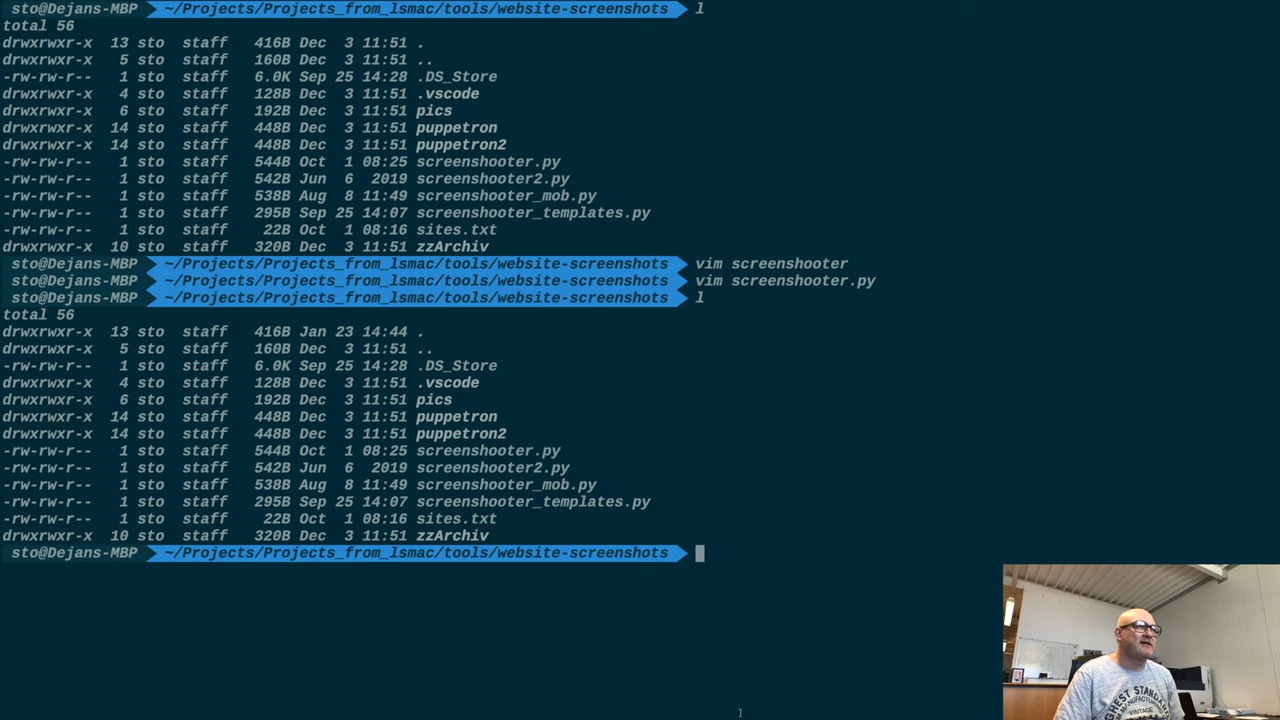 sto@Dejans-MBP ~/Projects/Projects_from_lsmac/tools/website-screenshots l
total 56
drwxrwxr-x 13 sto staff 416B Dec 3 11:51 .
drwxrwxr-x 5 sto staff 160B Dec 3 11:51 ..
-rw-rw-r-- 1 sto staff 6.0K Sep 25 14:28 .DS_Store
drwxrwxr-x 4 sto staff 128B Dec 3 11:51 .vscode
drwxrwxr-x 6 sto staff 192B Dec 3 11:51 pics
drwxrwxr-x 14 sto staff 448B Dec 3 11:51 puppetron
drwxrwxr-x 14 sto staff 448B Dec 3 11:51 puppetron2
-rw-rw-r-- 1 sto staff 544B Oct 1 08:25 screenshooter.py
-rw-rw-r-- 1 sto staff 542B Jun 6 2019 screenshooter2.py
-rw-rw-r-- 1 sto staff 538B Aug 8 11:49 screenshooter_mob.py
-rw-rw-r-- 1 sto staff 295B Sep 25 14:07 screenshooter_templates.py
-rw-rw-r-- 1 sto staff 22B Oct 1 08:16 sites.txt
drwxrwxr-x 10 sto staff 320B Dec 3 11:51 zzArchiv
sto@Dejans-MBP ~/Projects/Projects_from_lsmac/tools/website-screenshots vim screenshooter
sto@Dejans-MBP ~/Projects/Projects_from_lsmac/tools/website-screenshots vim screenshooter.py
sto@Dejans-MBP ~/Projects/Projects_from_lsmac/tools/website-screenshots l
total 56
drwxrwxr-x 13 sto staff 416B Jan 23 14:44 .
drwxrwxr-x 5 sto staff 160B Dec 3 11:51 ..
-rw-rw-r-- 1 sto staff 6.0K Sep 25 14:28 .DS_Store
drwxrwxr-x 4 sto staff 128B Dec 3 11:51 .vscode
drwxrwxr-x 6 sto staff 192B Dec 3 11:51 pics
drwxrwxr-x 14 sto staff 448B Dec 3 11:51 puppetron
drwxrwxr-x 14 sto staff 448B Dec 3 11:51 puppetron2
-rw-rw-r-- 1 sto staff 544B Oct 1 08:25 screenshooter.py
-rw-rw-r-- 1 sto staff 542B Jun 6 2019 screenshooter2.py
-rw-rw-r-- 1 sto staff 538B Aug 8 11:49 screenshooter_mob.py
-rw-rw-r-- 1 sto staff 295B Sep 25 14:07 screenshooter_templates.py
-rw-rw-r-- 1 sto staff 22B Oct 1 08:16 sites.txt
drwxrwxr-x 10 sto staff 320B Dec 3 11:51 zzArchiv
sto@Dejans-MBP ~/Projects/Projects_from_lsmac/tools/website-screenshots
VINTAGE